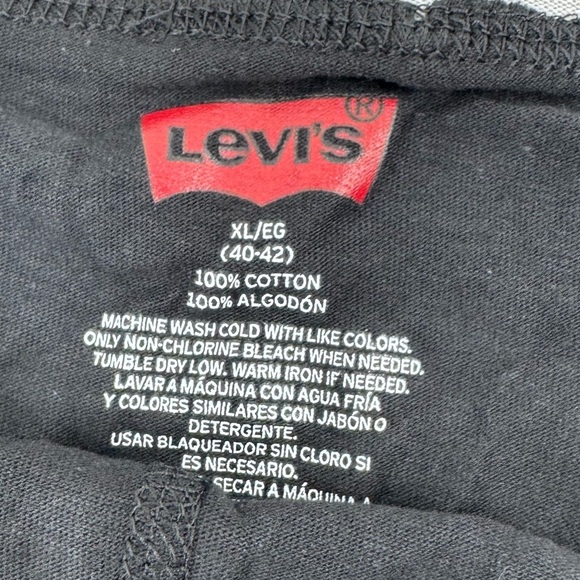 LEVI'S®
XL/EG
(40-42)
100% COTTON
100% ALGODÓN
MACHINE WASH COLD WITH LIKE COLORS.
ONLY NON-CHLORINE BLEACH WHEN NEEDED.
TUMBLE DRY LOW. WARM IRON IF NEEDED.
LAVAR A MÁQUINA CON AGUA FRÍA
Y COLORES SIMILARES CON JABÓN O
DETERGENTE.
USAR BLAQUEADOR SIN CLORO SI
ES NECESARIO.
SECAR A MÁQUINA A